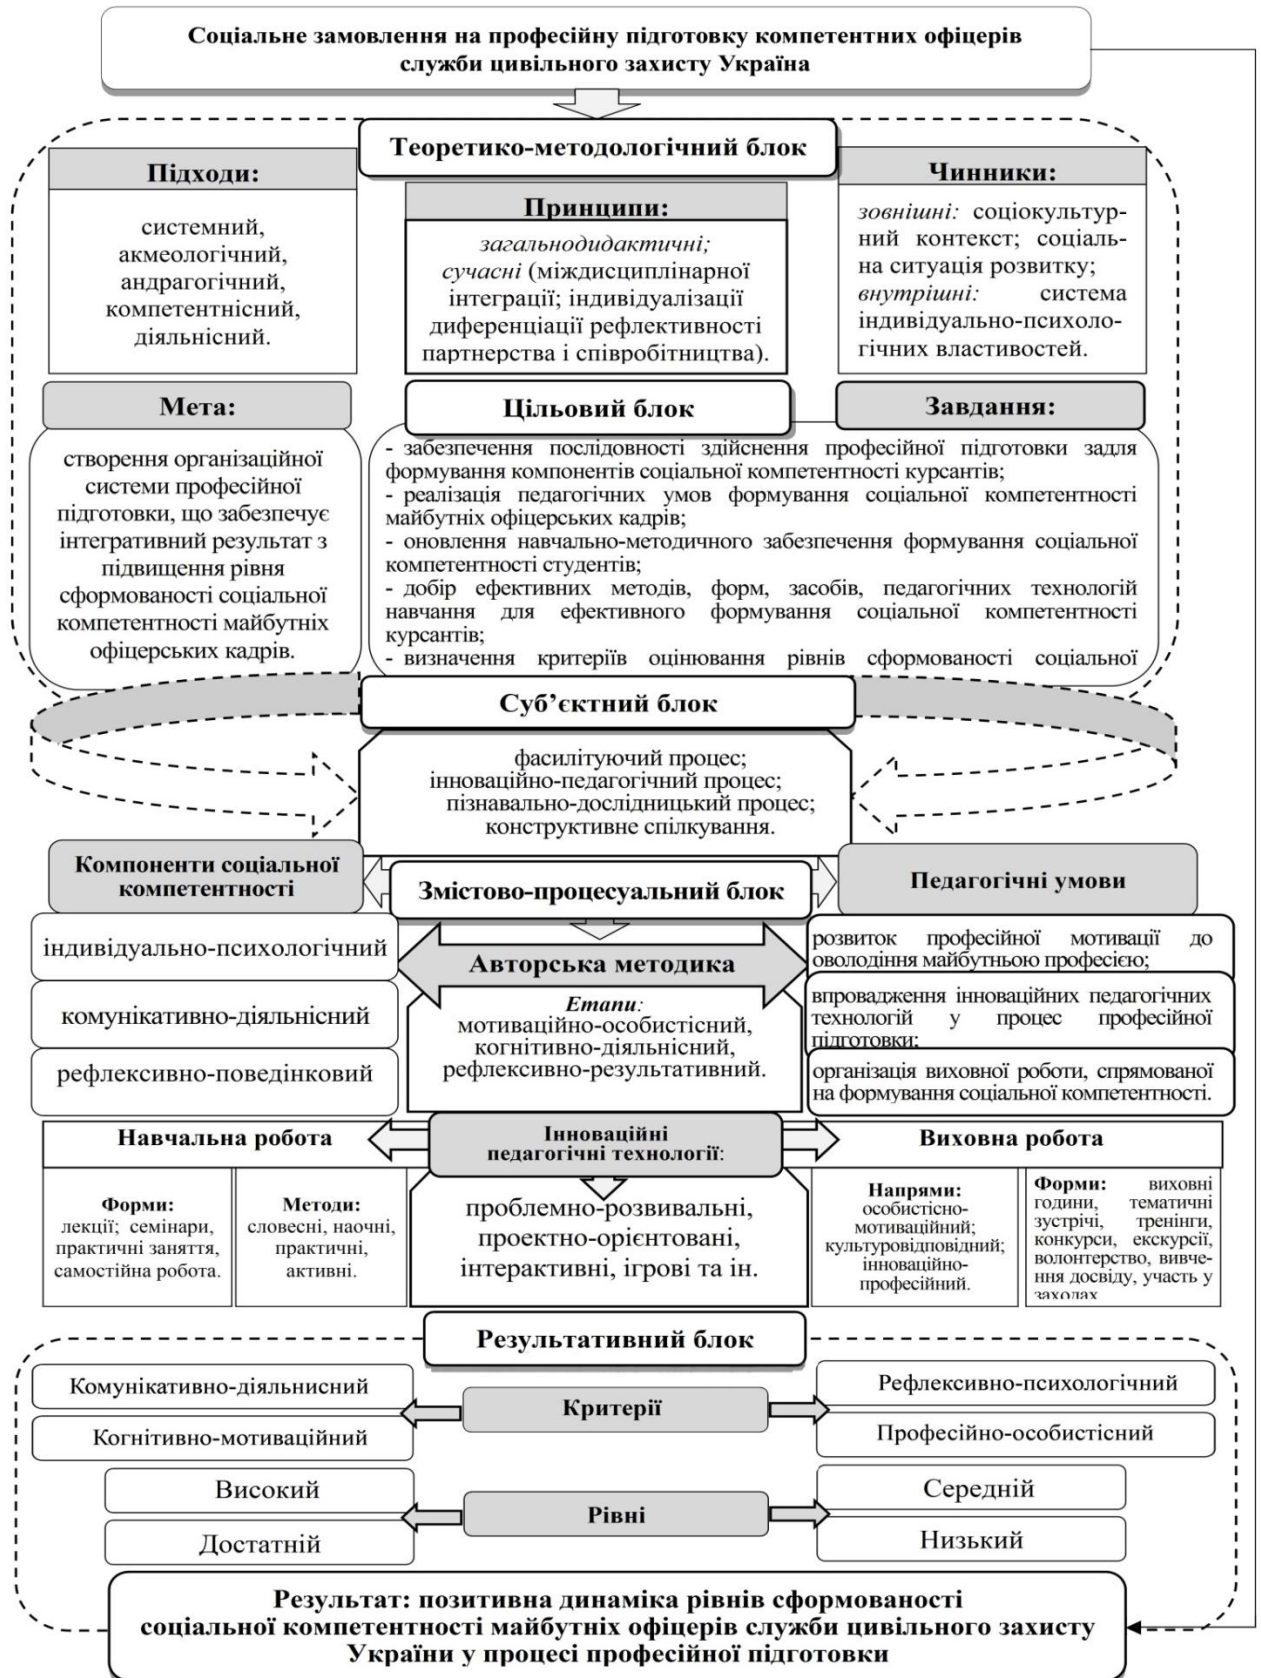 Соціальне замовлення на професійну підготовку компетентних офіцерів
служби цивільного захисту Україна
Теоретико-методологічний блок
Підходи:
системний,
акмеологічний,
андрагогічний,
компетентнісний,
діяльнісний.
Принципи:
загальнодидактичні;
сучасні (міждисциплінарної
інтеграції; індивідуалізації
диференціації рефлективності
партнерства і співробітництва).
Чинники:
зовнішні: соціокультур-
ний контекст; соціаль-
на ситуація розвитку;
внутрішні: система
індивідуально-психоло-
гічних властивостей.
Мета:
створення організаційної
системи професійної
підготовки, що забезпечує
інтегративний результат з
підвищення рівня
сформованості соціальної
компетентності майбутніх
офіцерських кадрів.
Цільовий блок
Завдання:
- забезпечення послідовності здійснення професійної підготовки задля
формування компонентів соціальної компетентності курсантів;
- реалізація педагогічних умов формування соціальної компетентності
майбутніх офіцерських кадрів;
- оновлення навчально-методичного забезпечення формування соціальної
компетентності студентів;
- добір ефективних методів, форм, засобів, педагогічних технологій
навчання для ефективного формування соціальної компетентності
курсантів;
- визначення критеріїв оцінювання рівнів сформованості соціальної
Суб’єктний блок
фасилітуючий процес;
інноваційно-педагогічний процес;
пізнавально-дослідницький процес;
конструктивне спілкування.
Компоненти соціальної
компетентності
Змістово-процесуальний блок
Педагогічні умови
індивідуально-психологічний
комунікативно-діяльнісний
рефлексивно-поведінковий
Авторська методика
Етапи:
мотиваційно-особистісний,
когнітивно-діяльнісний,
рефлексивно-результативний.
розвиток професійної мотивації до
оволодіння майбутньою професією;
впровадження інноваційних педагогічних
технологій у процес професійної
підготовки;
організація виховної роботи, спрямованої
на формування соціальної компетентності.
Навчальна робота
Інноваційні
педагогічні технології:
Виховна робота
Форми:
лекції; семінари,
практичні заняття,
самостійна робота.
Методи:
словесні, наочні,
практичні,
активні.
проблемно-розвивальні,
проектно-орієнтовані,
інтерактивні, ігрові та ін.
Напрями:
особистісно-
мотиваційний;
культуровідповідний;
інноваційно-
професійний.
Форми: виховні
години, тематичні
зустрічі, тренінги,
конкурси, екскурсії,
волонтерство, вивче-
ння досвіду, участь у
заходах
Результативний блок
Комунікативно-діяльнисний
Когнітивно-мотиваційний
Критерії
Рефлексивно-психологічний
Професійно-особистісний
Високий
Достатній
Рівні
Середній
Низький
Результат: позитивна динаміка рівнів сформованості
соціальної компетентності майбутніх офіцерів служби цивільного захисту
України у процесі професійної підготовки